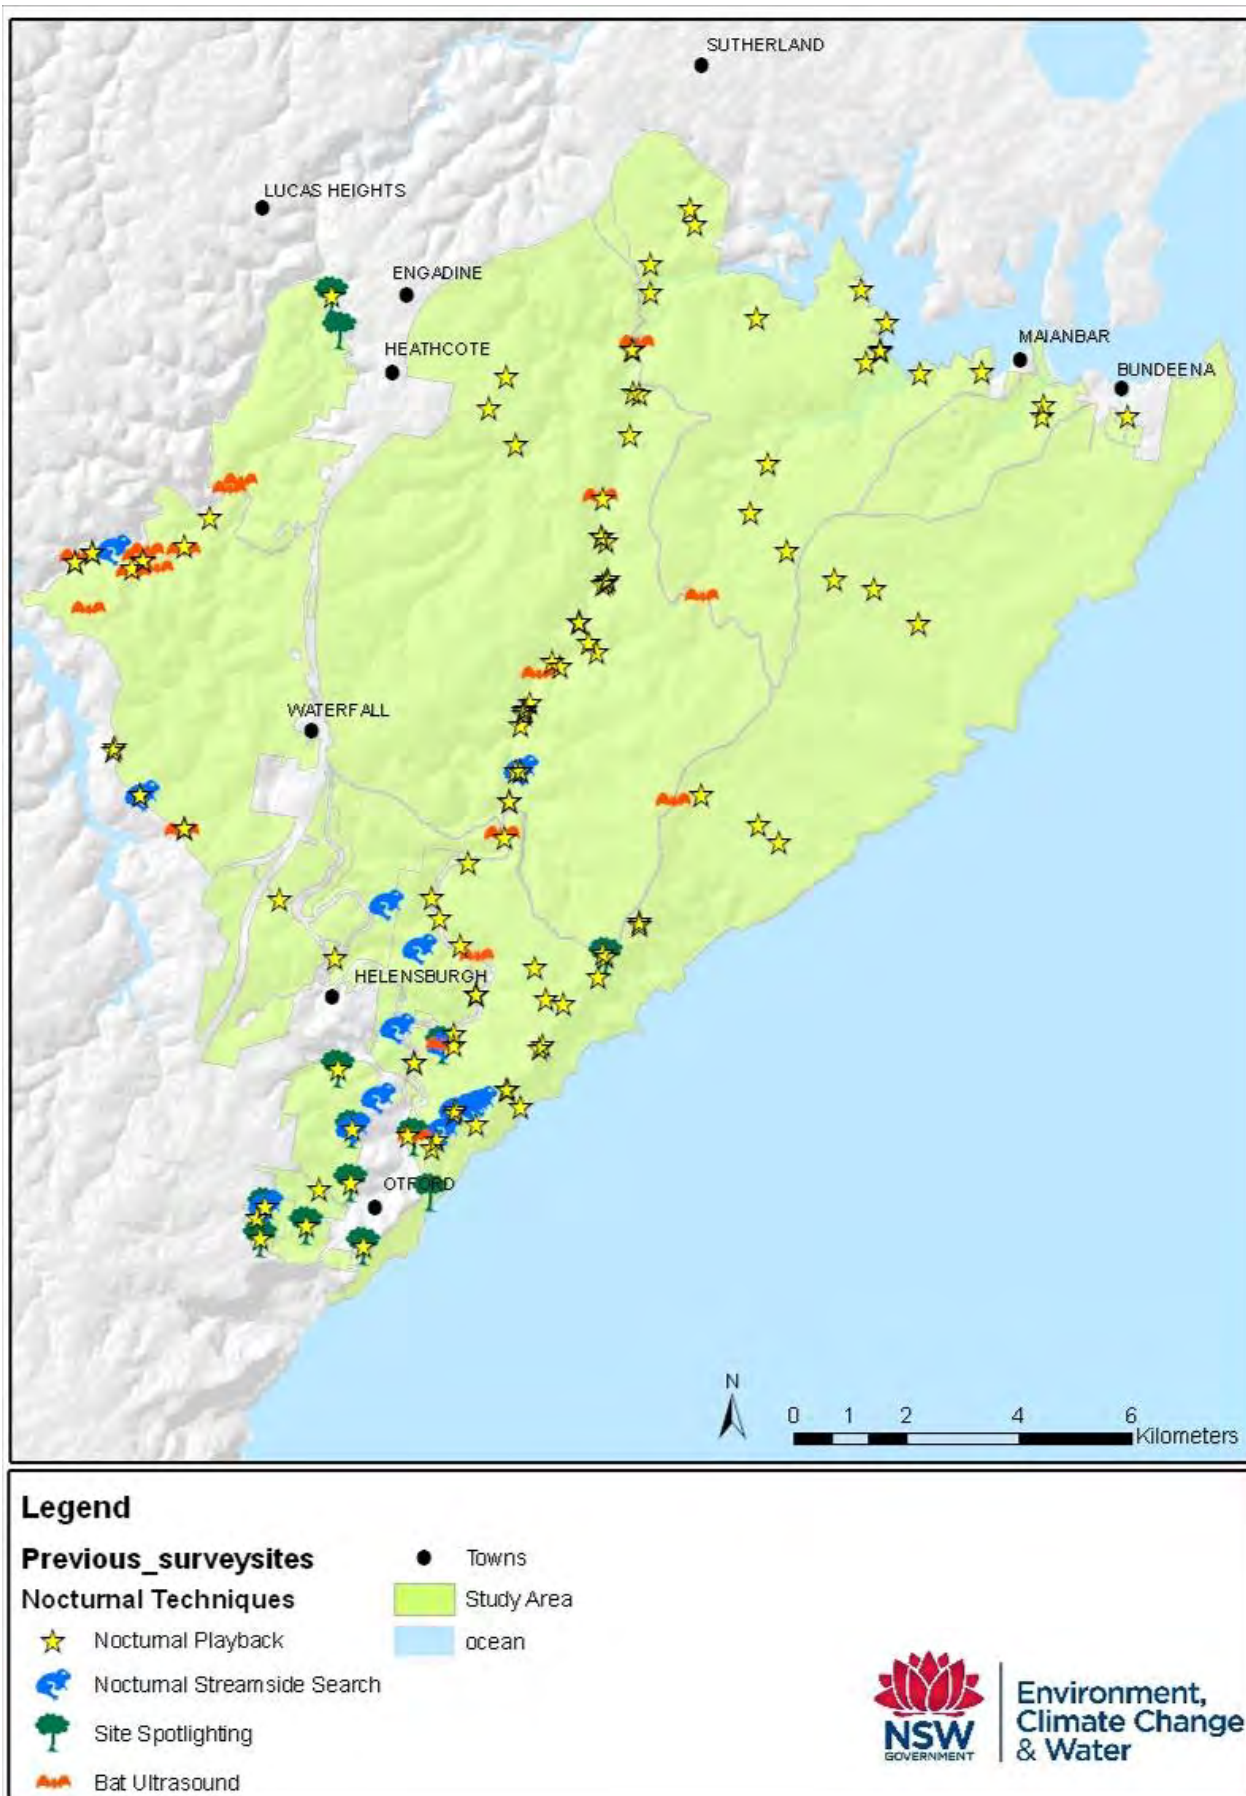 SUTHERLAND
LUCAS HEIGHTS
ENGADINE
HEATHCOTE
MAIANBAR
BUNDEENA
WATERFALL
HELENSBURGH
OTFORD
N
0 1 2 4 6
Kilometers
Legend
Previous_surveysites
Nocturnal Techniques
Nocturnal Playback
Nocturnal Streamside Search
Site Spotlighting
Bat Ultrasound
Towns
Study Area
ocean
NSW
GOVERNMENT
Environment,
Climate Change
& Water